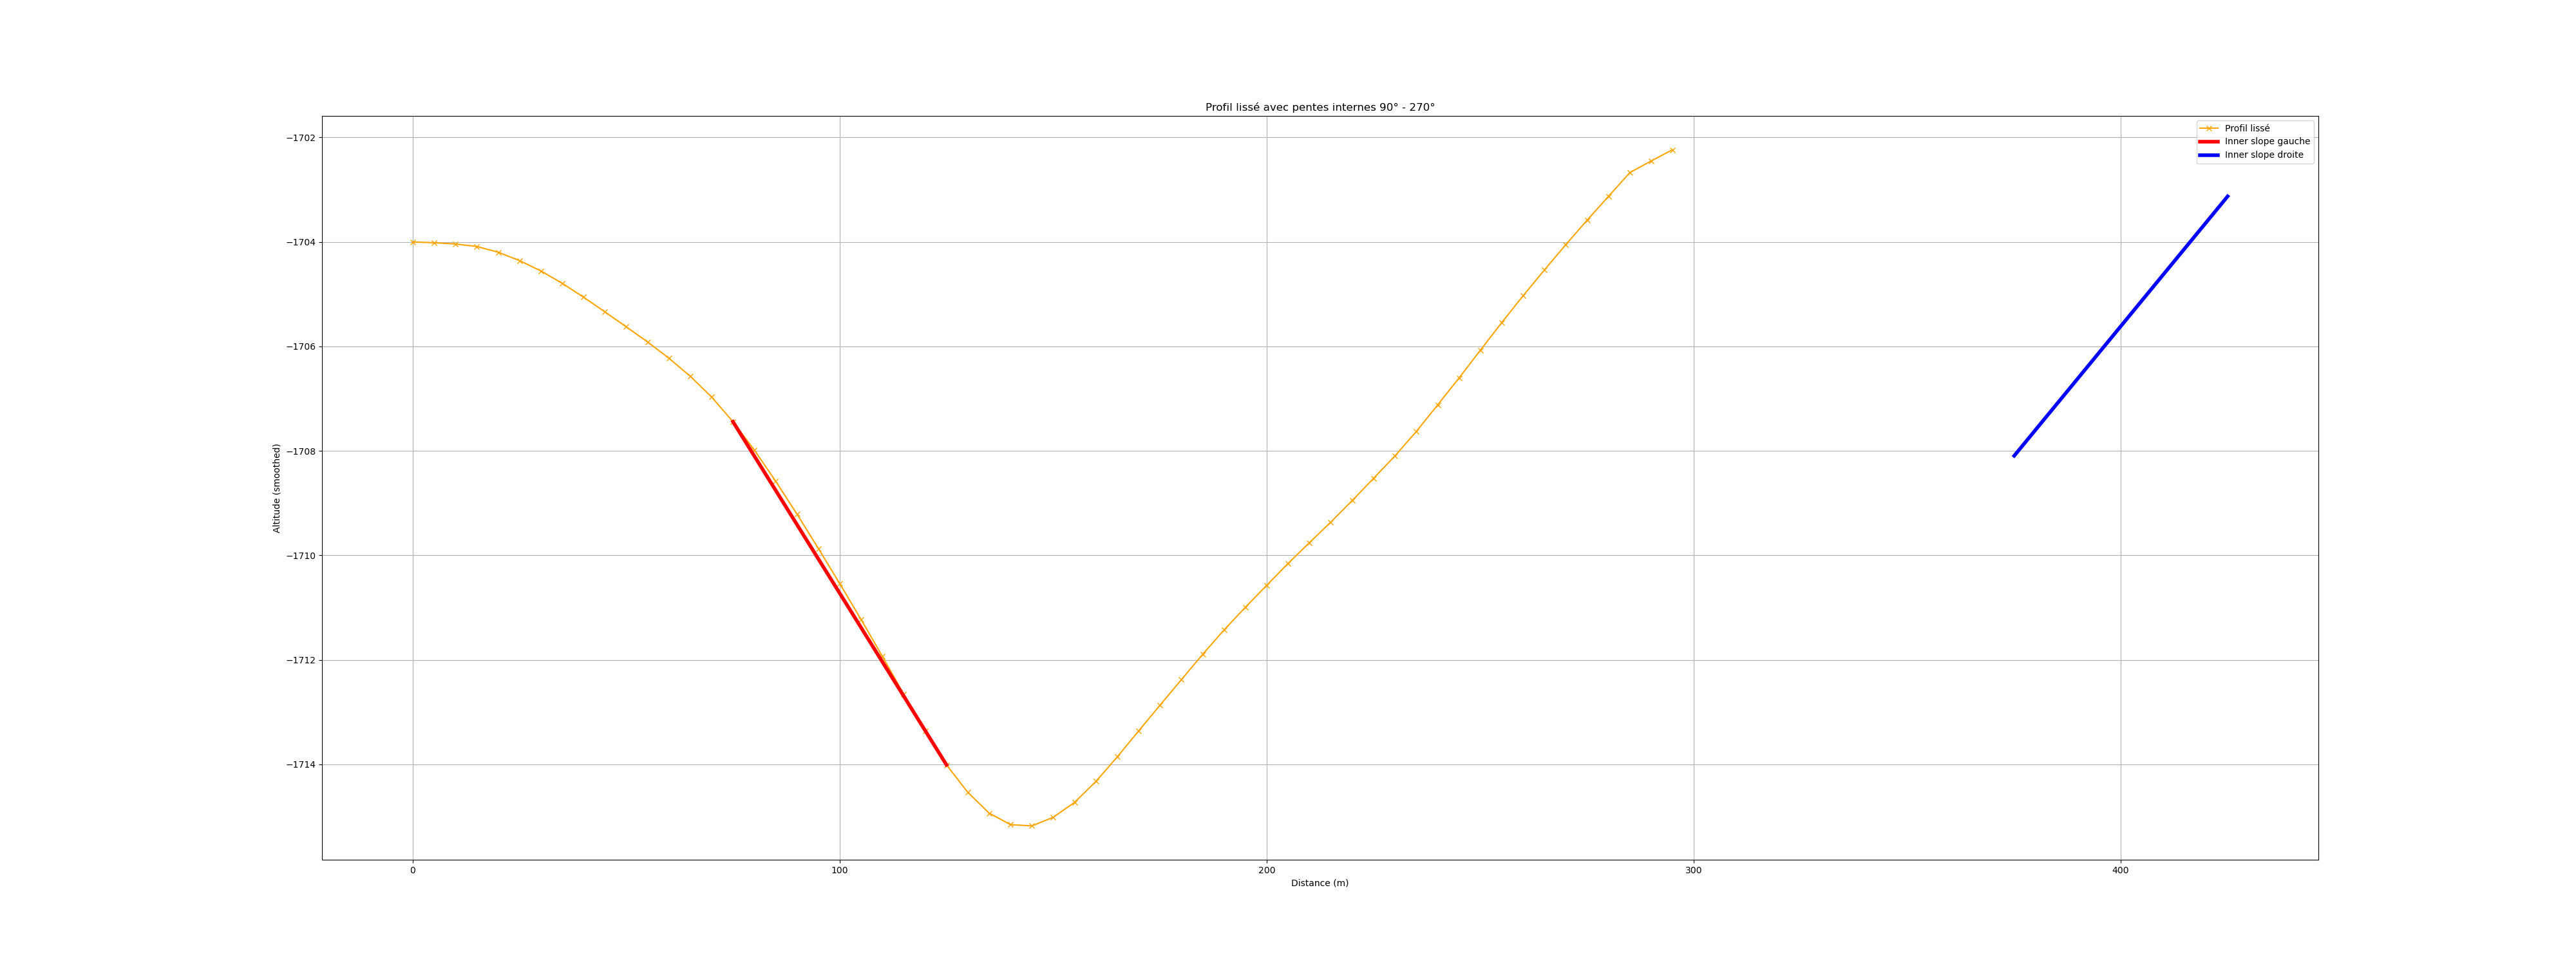 Profil lissé avec pentes internes 90° - 270°
Profil lissé
Inner slope gauche
Inner slope droite
−1702
−1704
−1706
−1708
−1710
−1712
−1714
Altitude (smoothed)
0
100
200
300
400
Distance (m)